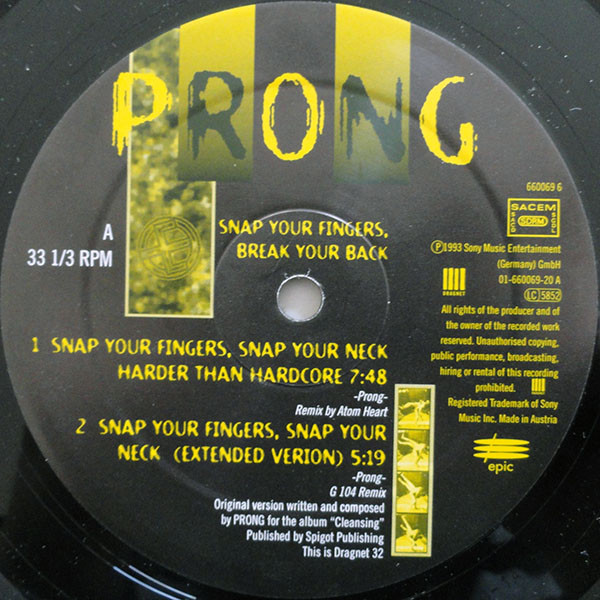 PRONG
660069 6
SACEM
SACD
SDRM
SGDL
A
33 1/3 RPM
SNAP YOUR FINGERS,
BREAK YOUR BACK
℗1993 Sony Music Entertainment
(Germany) GmbH
01-660069-20 A
DRAGNET
LC 5852
All rights of the producer and of
the owner of the recorded work
reserved. Unauthorised copying,
public performance, broadcasting,
hiring or rental of this recording
prohibited.
Registered Trademark of Sony
Music Inc. Made in Austria
epic
1 SNAP YOUR FINGERS, SNAP YOUR NECK
HARDER THAN HARDCORE 7:48
-Prong-
Remix by Atom Heart
2 SNAP YOUR FINGERS, SNAP YOUR
NECK (EXTENDED VERION) 5:19
-Prong-
G 104 Remix
Original version written and composed
by PRONG for the album "Cleansing"
Published by Spigot Publishing
This is Dragnet 32